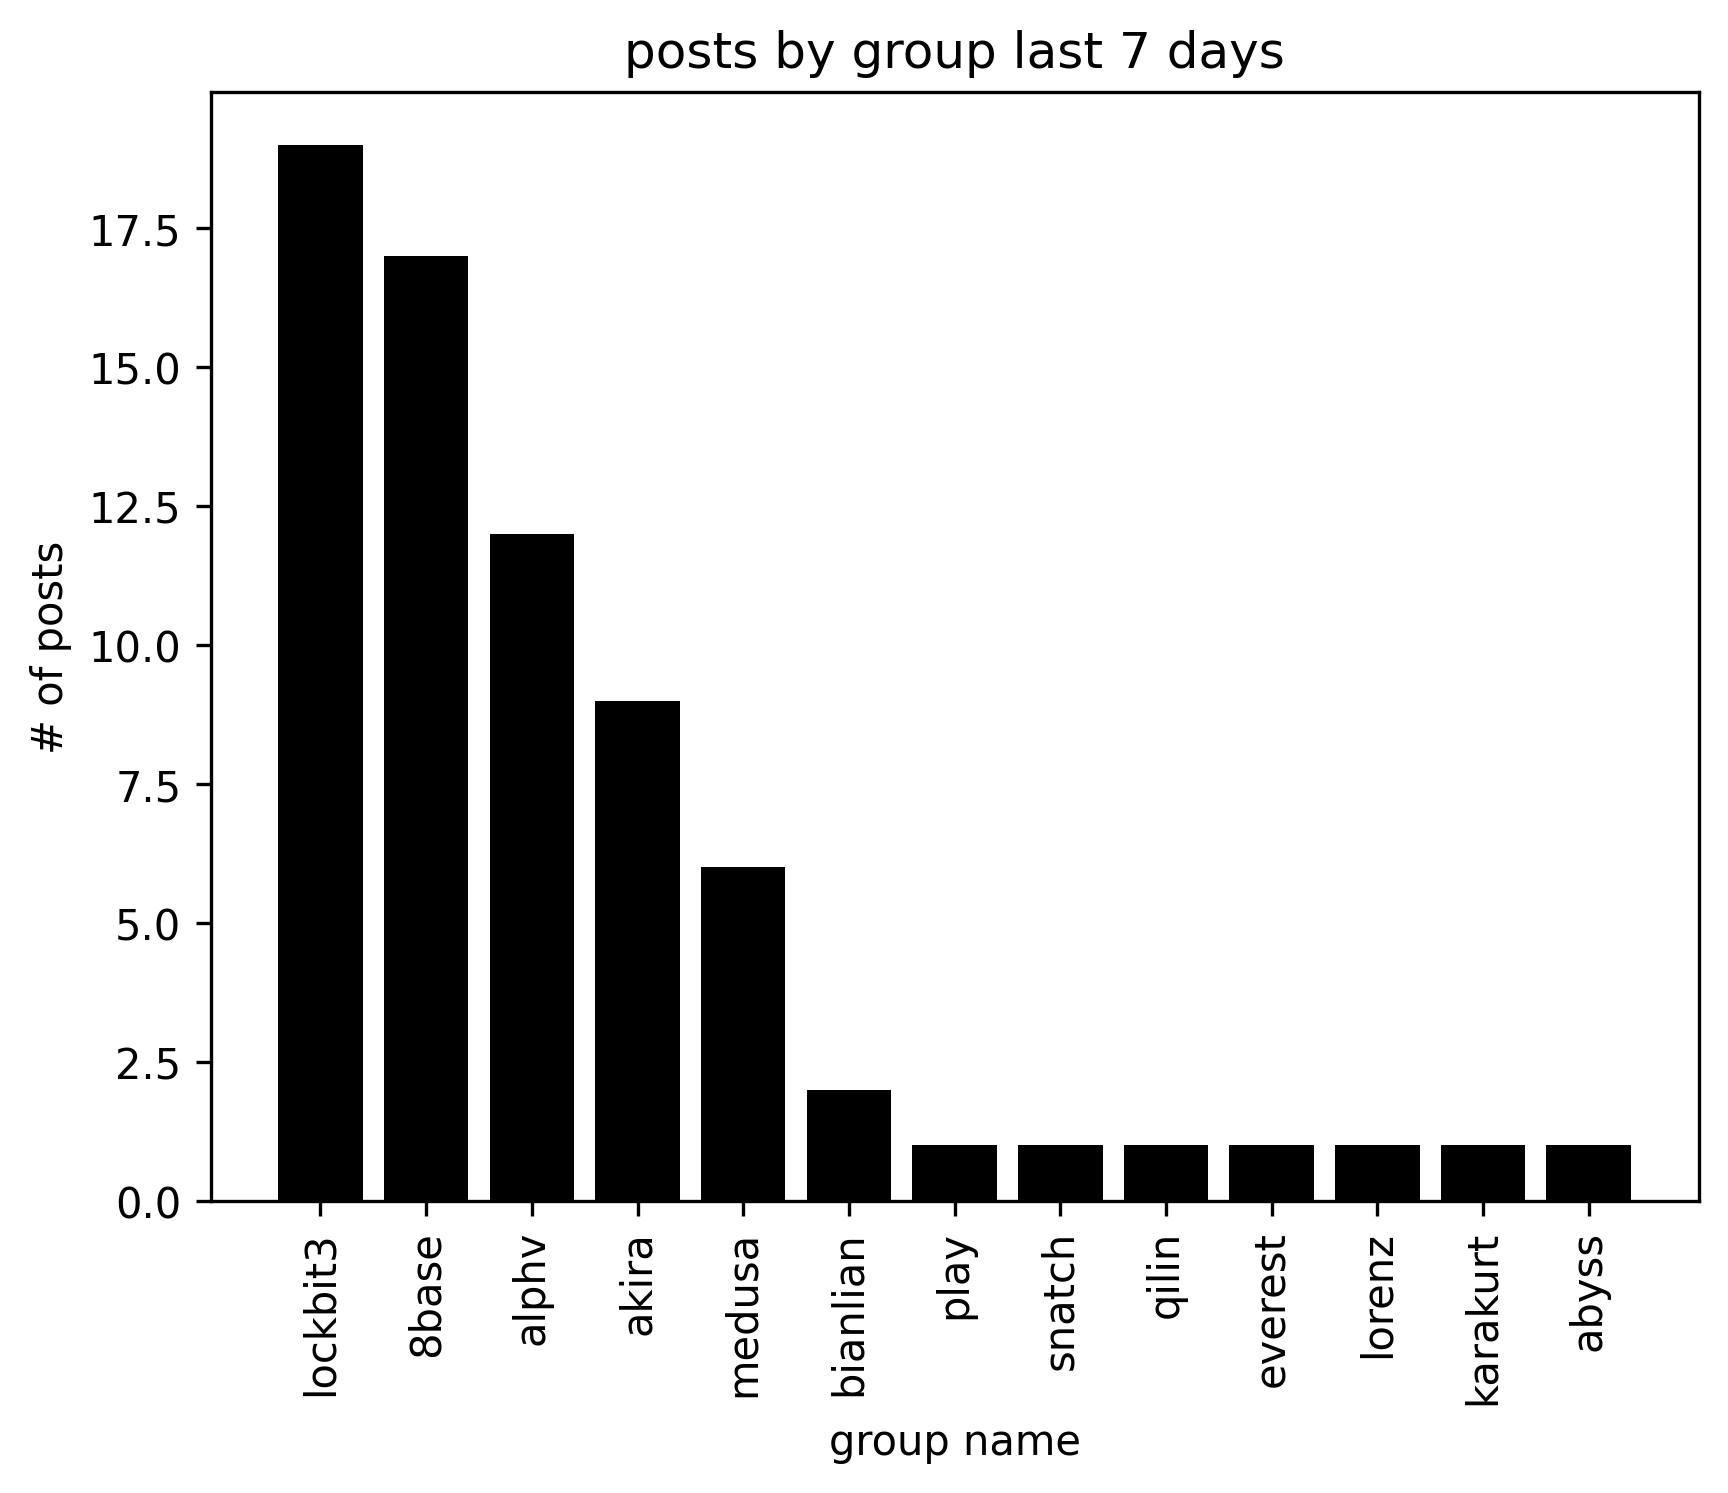 posts by group last 7 days
# of posts
17.5
15.0
12.5
10.0
7.5
5.0
2.5
0.0
lockbit3
8base
alphv
akira
medusa
bianlian
play
snatch
qilin
everest
lorenz
karakurt
abyss
group name